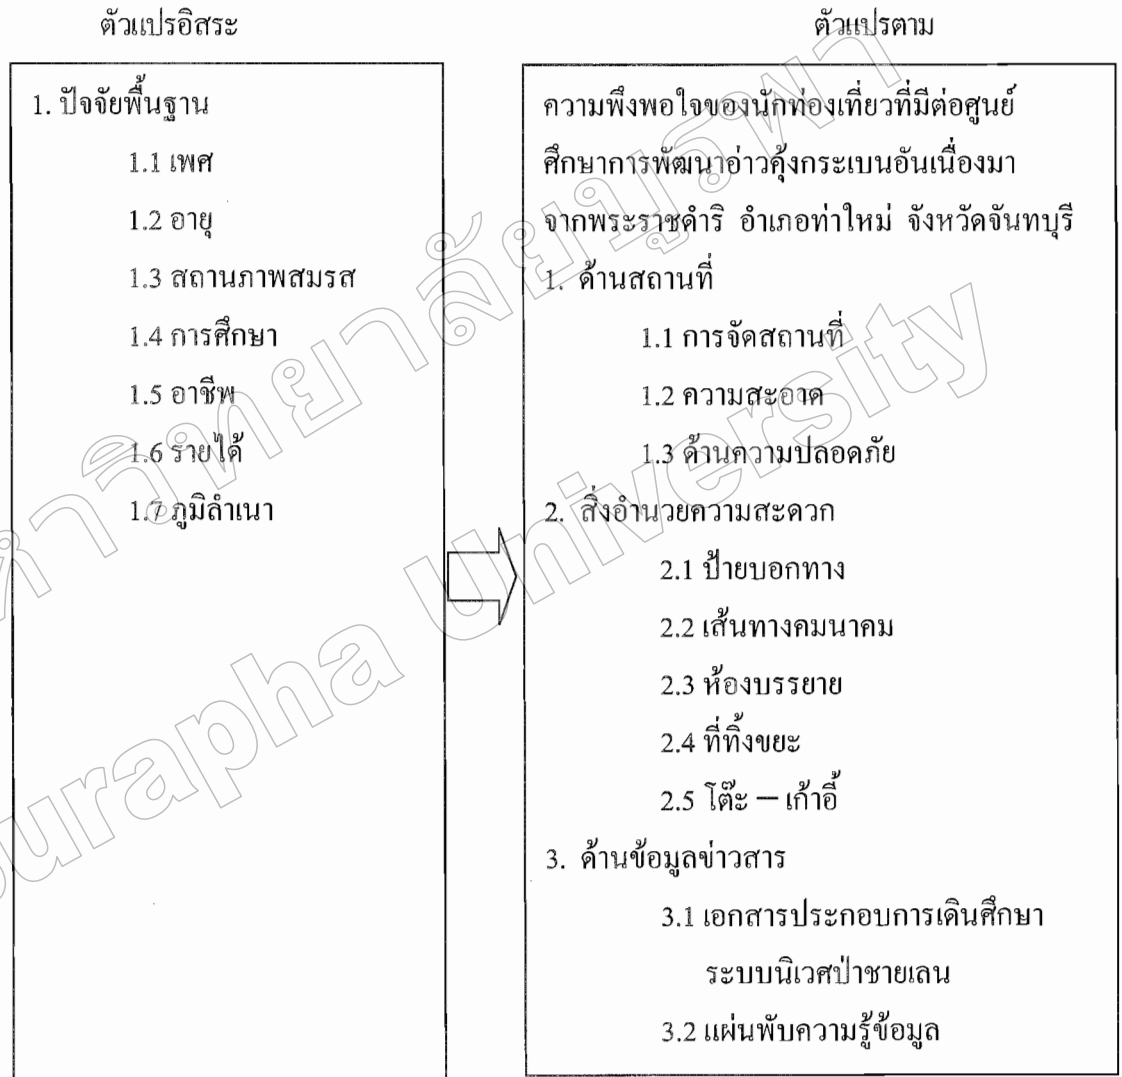 ตัวแปรอิสระ
1. ปัจจัยพื้นฐาน
1.1 เพศ
1.2 อายุ
1.3 สถานภาพสมรส
1.4 การศึกษา
1.5 อาชีพ
1.6 รายได้
1.7 ภูมิลำเนา
ตัวแปรตาม
ความพึงพอใจของนักท่องเที่ยวที่มีต่อศูนย์
ศึกษาการพัฒนาอ่าวคุ้งกระเบนอันเนื่องมา
จากพระราชดำริ อำเภอท่าใหม่ จังหวัดจันทบุรี
1. ด้านสถานที่
1.1 การจัดสถานที่
1.2 ความสะอาด
1.3 ด้านความปลอดภัย
2. สิ่งอำนวยความสะดวก
2.1 ป้ายบอกทาง
2.2 เส้นทางคมนาคม
2.3 ห้องบรรยาย
2.4 ที่ทิ้งขยะ
2.5 โต๊ะ – เก้าอี้
3. ด้านข้อมูลข่าวสาร
3.1 เอกสารประกอบการเดินศึกษา
ระบบนิเวศป่าชายเลน
3.2 แผ่นพับความรู้ข้อมูล
หาวิทยาลัยบูรพา
Burapha University